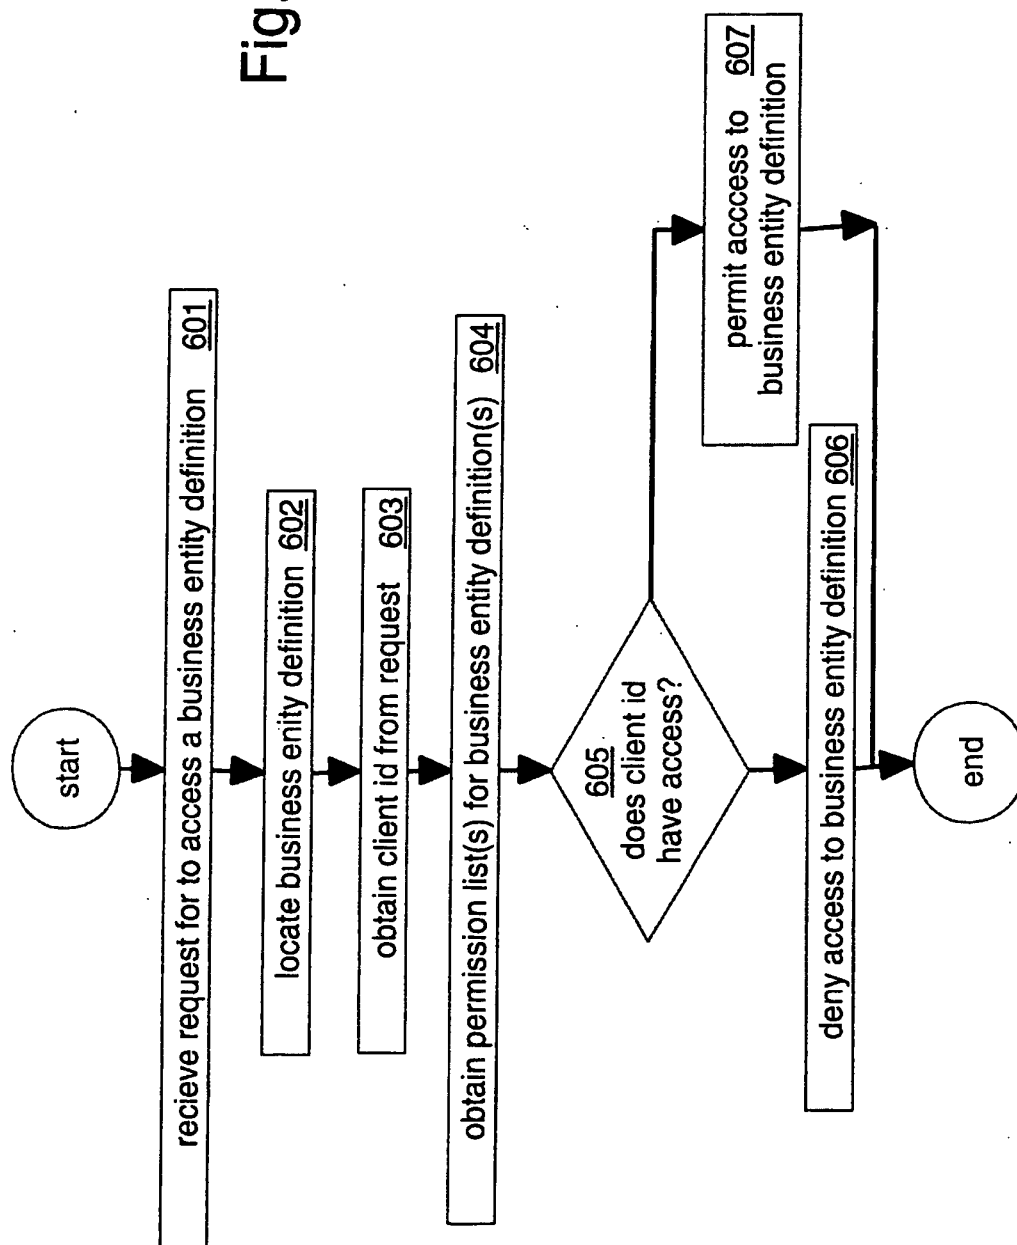 Fig.
start
recieve request for to access a business entity definition 601
locate business enity definition 602
obtain client id from request 603
obtain permission list(s) for business entity definition(s) 604
605
does client id
have access?
permit acccess to 607
business entity definition
deny access to business entity definition 606
end